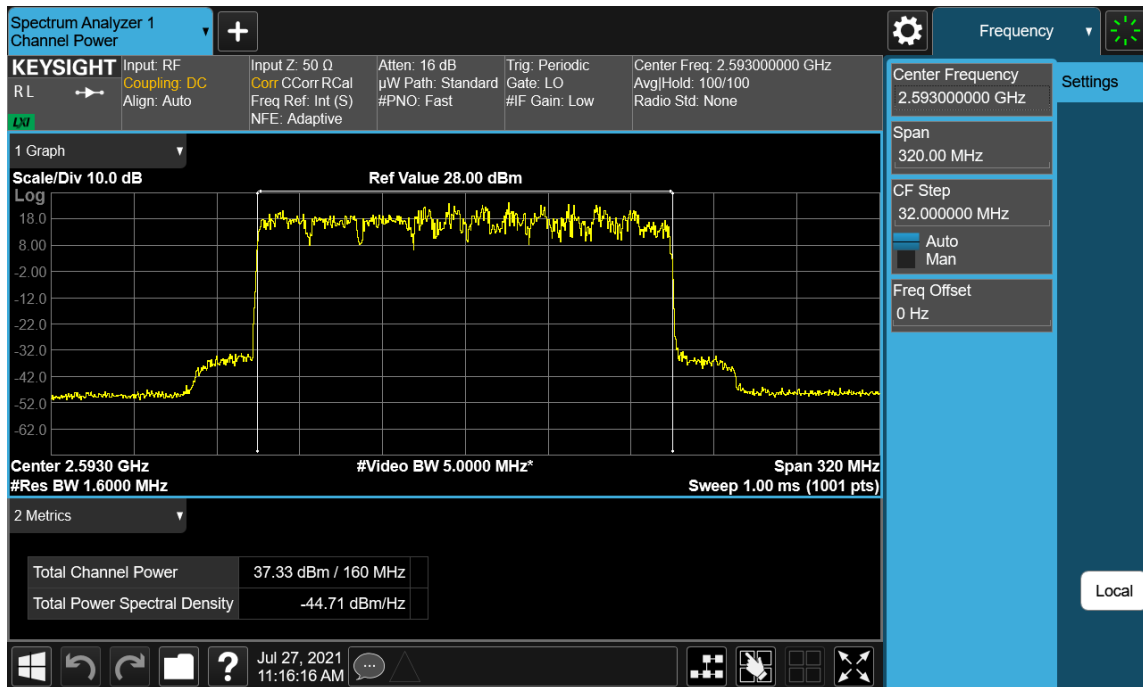 Spectrum Analyzer 1
Channel Power
Frequency
KEYSIGHT
R L
LXI
Input: RF
Coupling: DC
Align: Auto
Input Z: 50 Ω
Corr CCorr RCal
Freq Ref: Int (S)
NFE: Adaptive
Atten: 16 dB
µW Path: Standard
#PNO: Fast
Trig: Periodic
Gate: LO
#IF Gain: Low
Center Freq: 2.593000000 GHz
Avg|Hold: 100/100
Radio Std: None
Center Frequency
2.593000000 GHz
Settings
Span
320.00 MHz
CF Step
32.000000 MHz
Auto
Man
Freq Offset
0 Hz
1 Graph
Scale/Div 10.0 dB
Ref Value 28.00 dBm
Log
18.0
8.00
-2.00
-12.0
-22.0
-32.0
-42.0
-52.0
-62.0
Center 2.5930 GHz
#Video BW 5.0000 MHz*
Span 320 MHz
#Res BW 1.6000 MHz
Sweep 1.00 ms (1001 pts)
2 Metrics
Total Channel Power 37.33 dBm / 160 MHz
Total Power Spectral Density -44.71 dBm/Hz
Local
Jul 27, 2021
11:16:16 AM